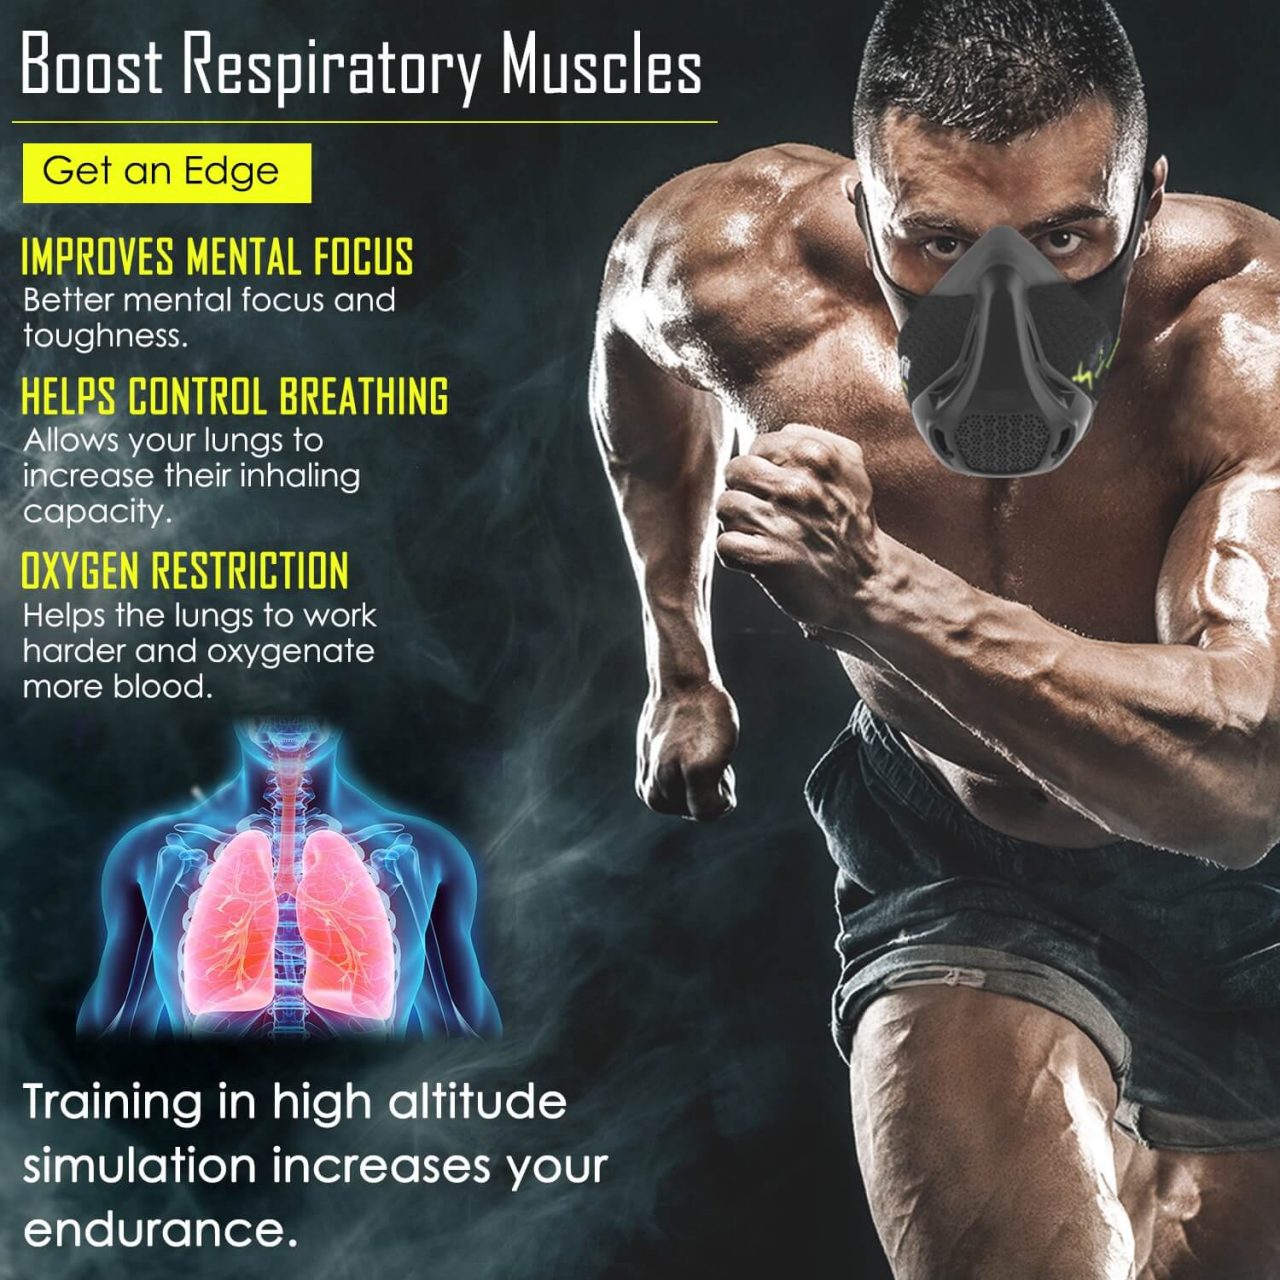 Boost Respiratory Muscles
Get an Edge
IMPROVES MENTAL FOCUS
Better mental focus and
toughness.
HELPS CONTROL BREATHING
Allows your lungs to
increase their inhaling
capacity.
OXYGEN RESTRICTION
Helps the lungs to work
harder and oxygenate
more blood.
Training in high altitude
simulation increases your
endurance.